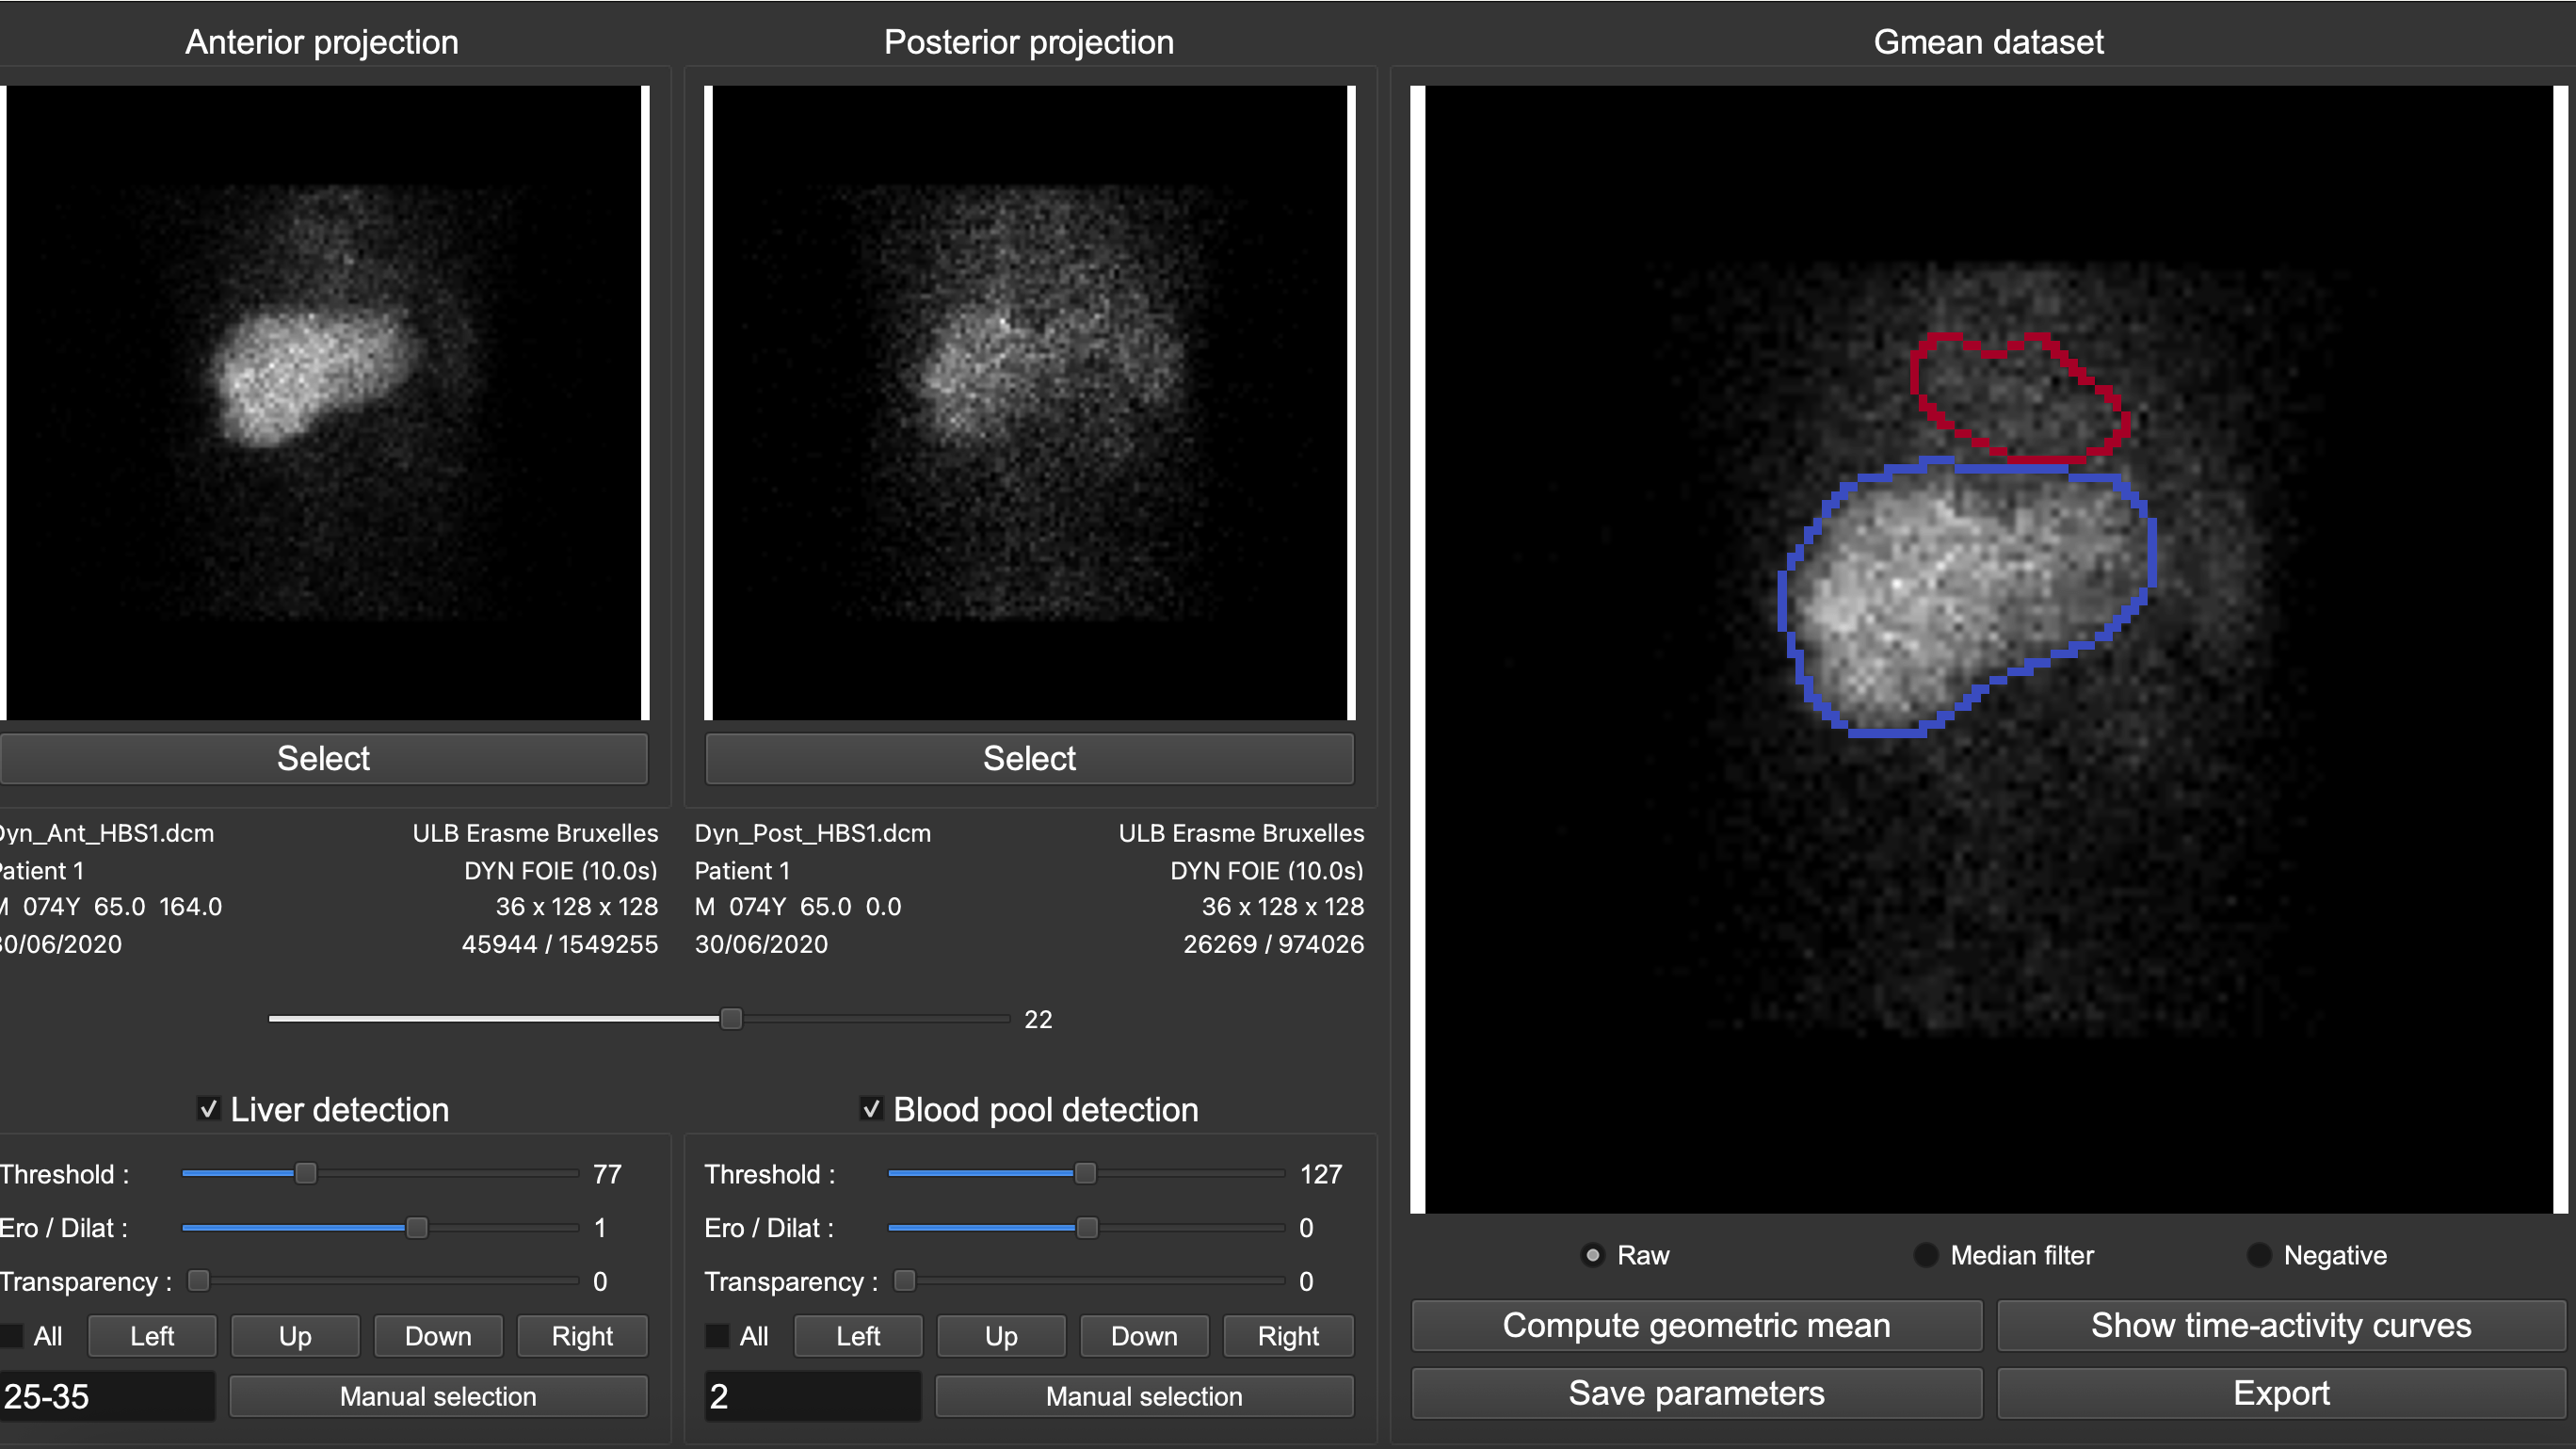 Anterior projection
Posterior projection
Gmean dataset
Select
Select
Dyn_Ant_HBS1.dcm ULB Erasme Bruxelles
Patient 1 DYN FOIE (10.0s)
M 074Y 65.0 164.0 36 x 128 x 128
30/06/2020 45944 / 1549255
Dyn_Post_HBS1.dcm ULB Erasme Bruxelles
Patient 1 DYN FOIE (10.0s)
M 074Y 65.0 0.0 36 x 128 x 128
30/06/2020 26269 / 974026
22
Liver detection
Threshold : 77
Ero / Dilat : 1
Transparency : 0
All Left Up Down Right
25-35 Manual selection
Blood pool detection
Threshold : 127
Ero / Dilat : 0
Transparency : 0
All Left Up Down Right
2 Manual selection
Raw Median filter Negative
Compute geometric mean Show time-activity curves
Save parameters Export